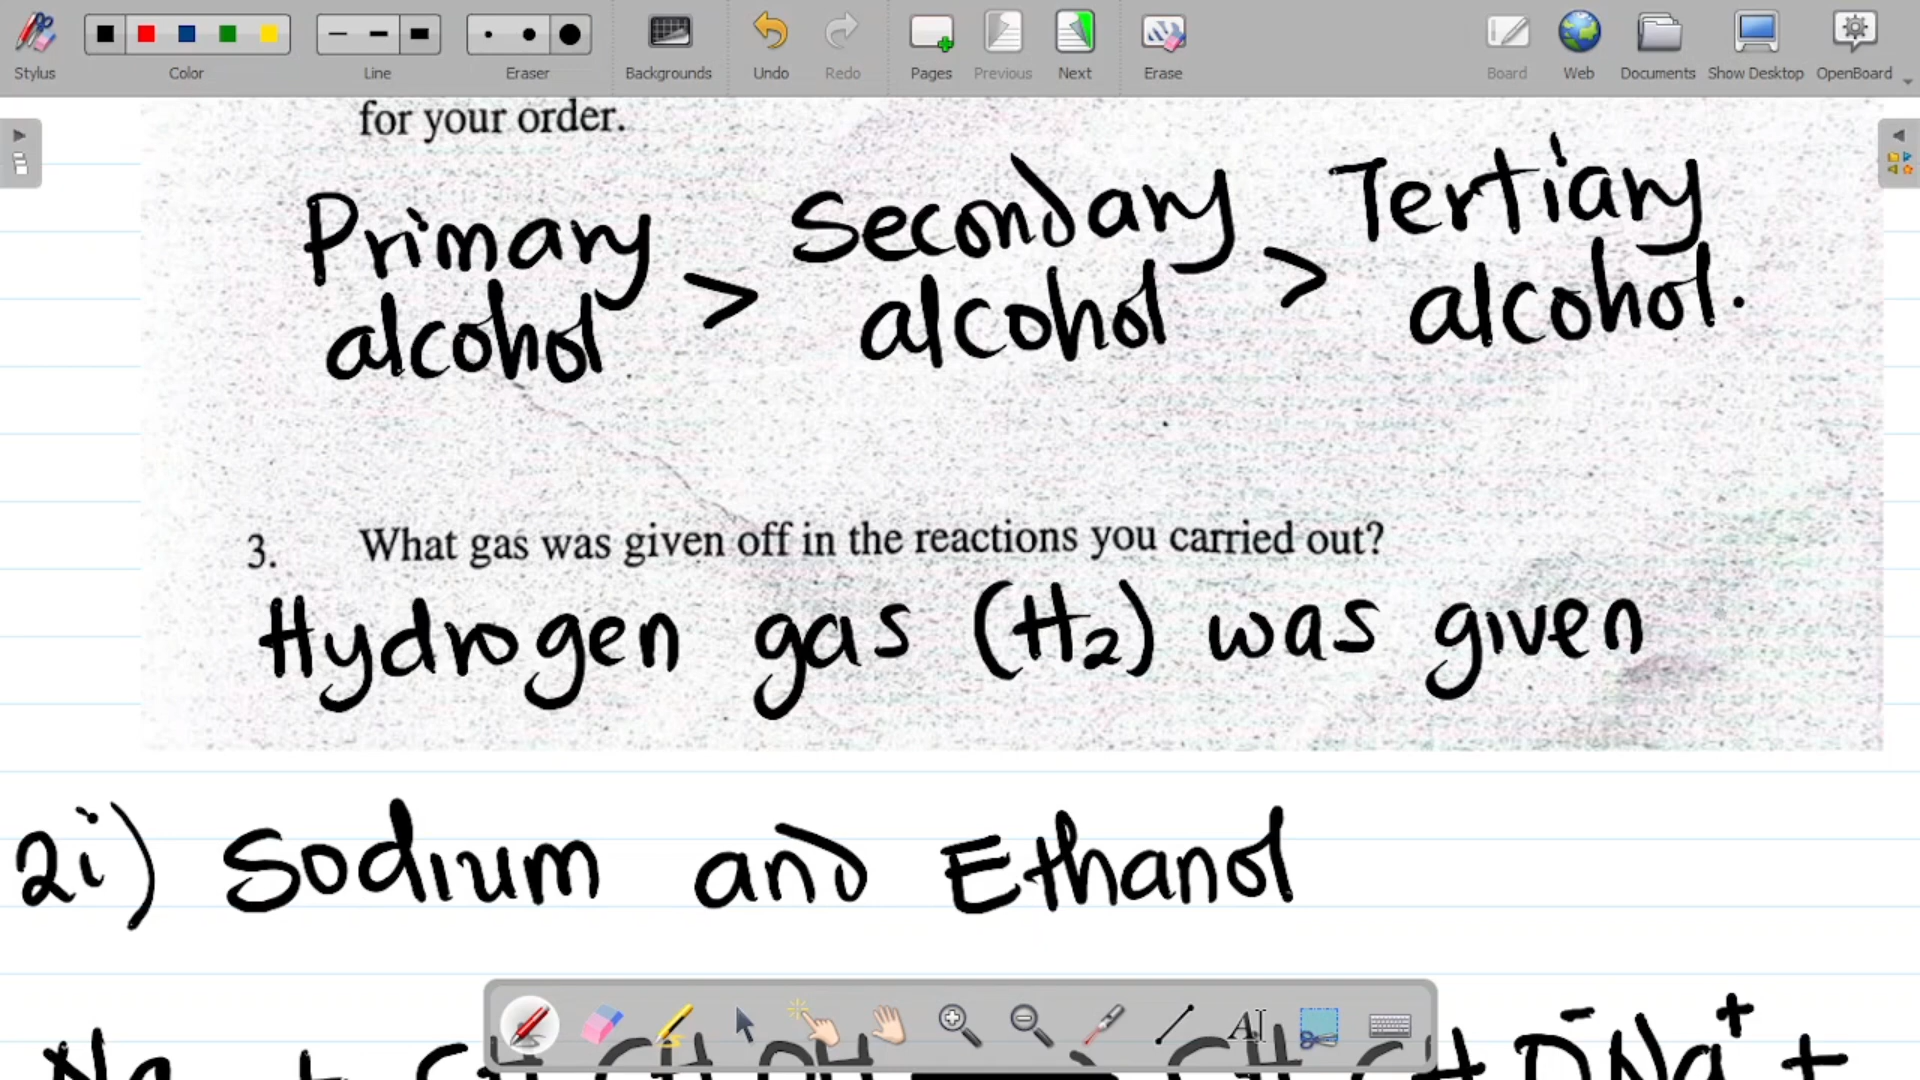 Stylus Color Line Eraser Backgrounds Undo Redo Pages Previous Next Erase Board Web Documents Show Desktop OpenBoard
for your order.
Primary alcohol > Secondary alcohol > Tertiary alcohol.
3. What gas was given off in the reactions you carried out?
Hydrogen gas (H₂) was given
2i) Sodium and Ethanol
Na +